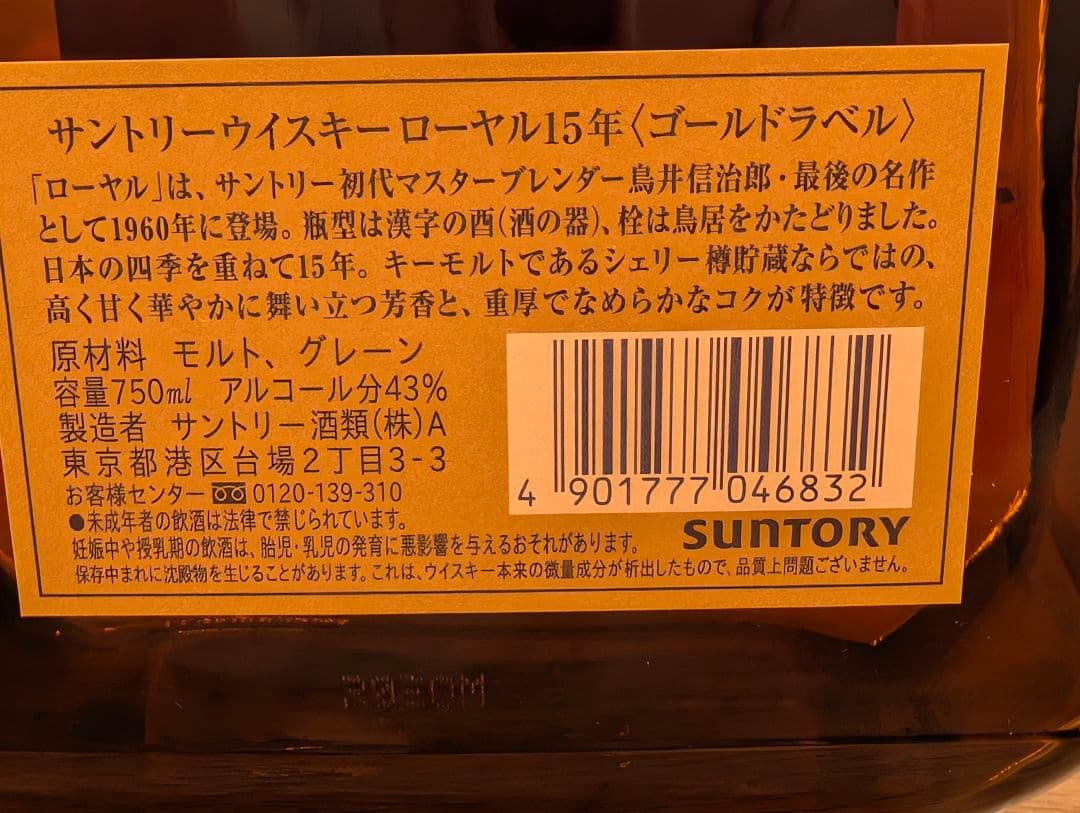 サントリーウイスキー ローヤル15年〈ゴールドラベル〉
「ローヤル」は、サントリー初代マスターブレンダー鳥井信治郎・最後の名作
として1960年に登場。瓶型は漢字の酉(酒の器)、栓は鳥居をかたどりました。
日本の四季を重ねて15年。キーモルトであるシェリー樽貯蔵ならではの、
高く甘く華やかに舞い立つ芳香と、重厚でなめらかなコクが特徴です。
原材料 モルト、グレーン
容量750ml アルコール分43%
製造者 サントリー酒類(株)A
東京都港区台場2丁目3-3
お客様センター 0120-139-310
●未成年者の飲酒は法律で禁じられています。
妊娠中や授乳期の飲酒は、胎児・乳児の発育に悪影響を与えるおそれがあります。
保存中まれに沈殿物を生じることがあります。これは、ウイスキー本来の微量成分が析出したもので、品質上問題ございません。
4 901777 046832
SUNTORY